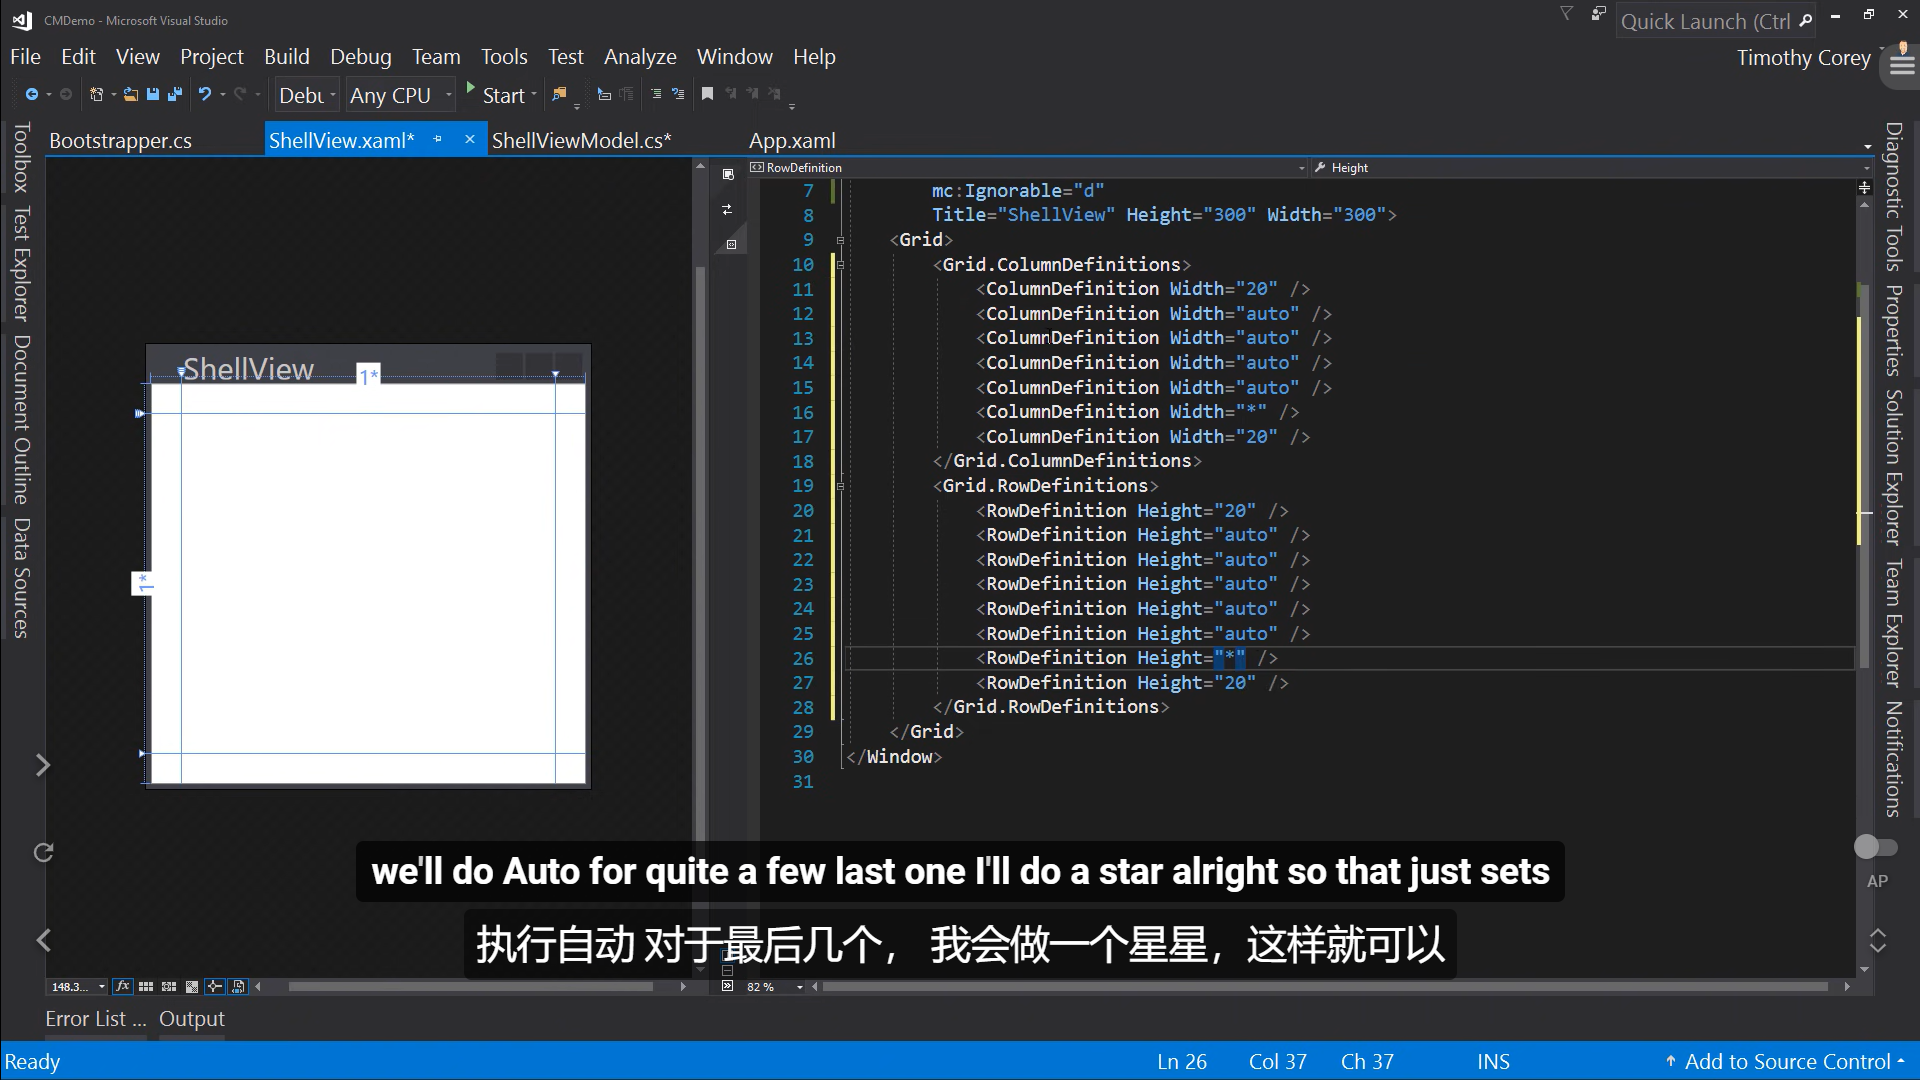 CMDemo - Microsoft Visual Studio
Quick Launch (Ctrl
File Edit View Project Build Debug Team Tools Test Analyze Window Help
Timothy Corey
Debu Any CPU Start
Bootstrapper.cs ShellView.xaml* ShellViewModel.cs* App.xaml
RowDefinition Height
Toolbox
Test Explorer
Document Outline
Data Sources
ShellView
1*
1*
7 mc:Ignorable="d"
8 Title="ShellView" Height="300" Width="300">
9 <Grid>
10 <Grid.ColumnDefinitions>
11 <ColumnDefinition Width="20" />
12 <ColumnDefinition Width="auto" />
13 <ColumnDefinition Width="auto" />
14 <ColumnDefinition Width="auto" />
15 <ColumnDefinition Width="auto" />
16 <ColumnDefinition Width="*" />
17 <ColumnDefinition Width="20" />
18 </Grid.ColumnDefinitions>
19 <Grid.RowDefinitions>
20 <RowDefinition Height="20" />
21 <RowDefinition Height="auto" />
22 <RowDefinition Height="auto" />
23 <RowDefinition Height="auto" />
24 <RowDefinition Height="auto" />
25 <RowDefinition Height="auto" />
26 <RowDefinition Height="*" />
27 <RowDefinition Height="20" />
28 </Grid.RowDefinitions>
29 </Grid>
30 </Window>
31
Diagnostic Tools
Properties
Solution Explorer
Team Explorer
Notifications
AP
we'll do Auto for quite a few last one I'll do a star alright so that just sets
执行自动 对于最后几个， 我会做一个星星，这样就可以
148.3... fx
82 %
Error List ... Output
Ready Ln 26 Col 37 Ch 37 INS Add to Source Control